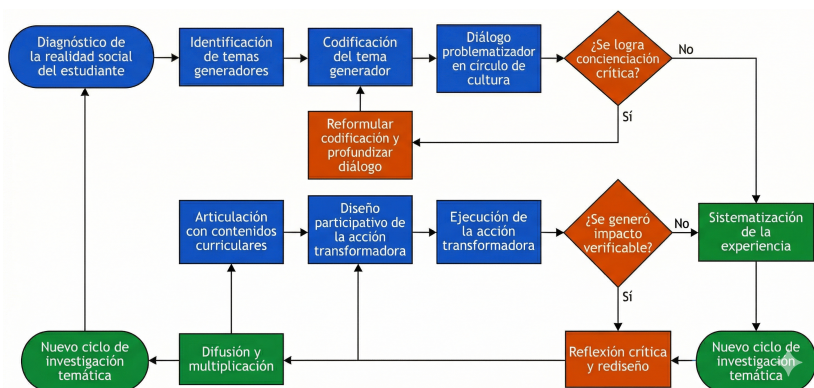 Diagnóstico de
la realidad social
del estudiante
Identificación
de temas
generadores
Codificación
del tema
generador
Diálogo
problematizador
en círculo de
cultura
¿Se logra
concienciación
crítica?
No
Sí
Reformular
codificación y
profundizar
diálogo
Articulación
con contenidos
curriculares
Diseño
participativo de
la acción
transformadora
Ejecución de
la acción
transformadora
¿Se generó
impacto
verificable?
No
Sí
Sistematización
de la
experiencia
Nuevo ciclo de
investigación
temática
Difusión y
multiplicación
Reflexión crítica
y rediseño
Nuevo ciclo de
investigación
temática